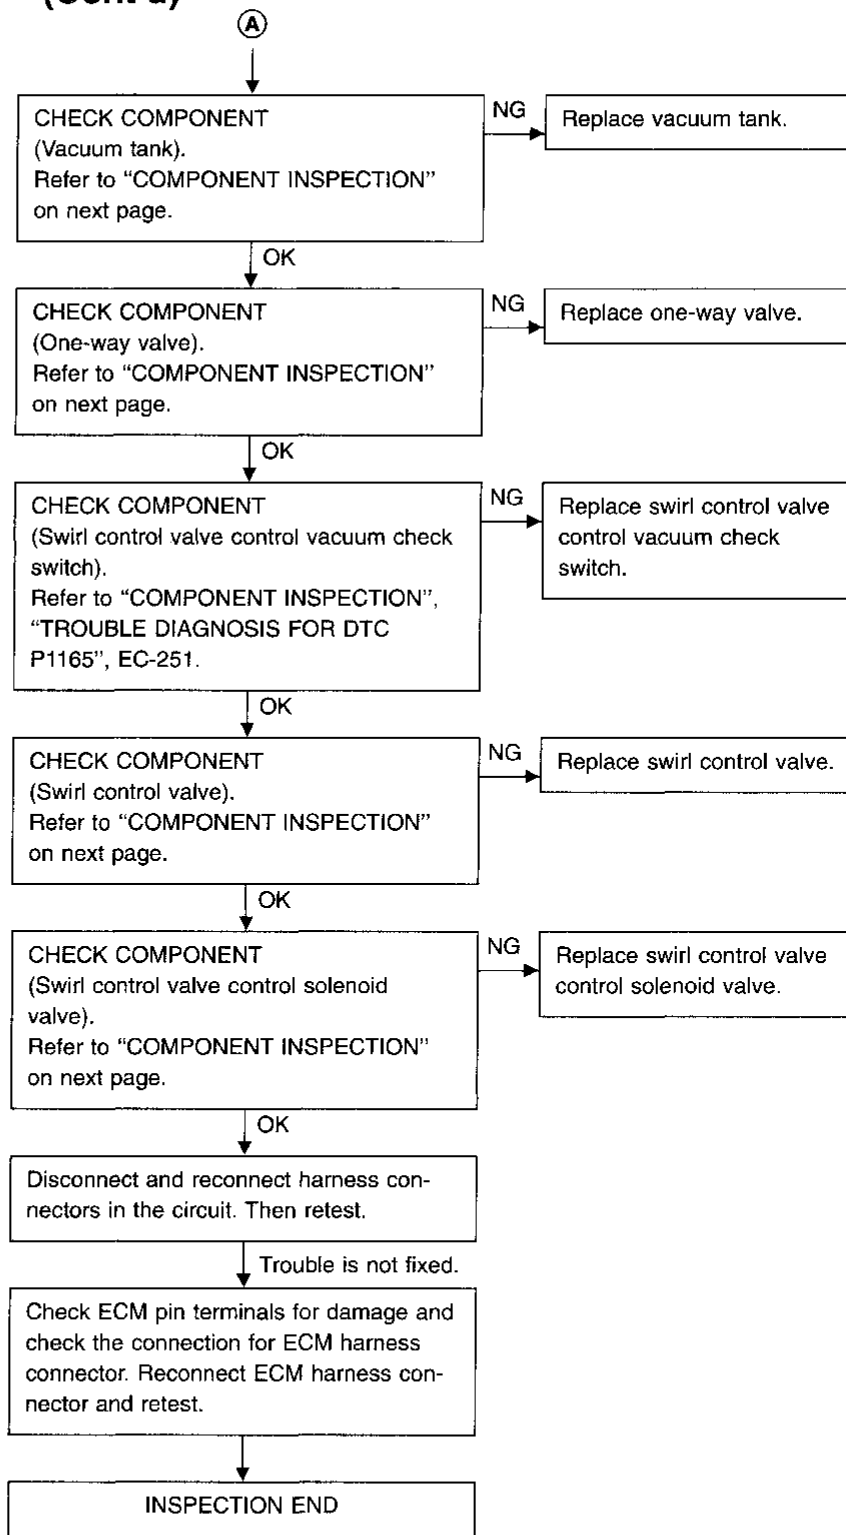 (Cont'd)
A
CHECK COMPONENT
(Vacuum tank).
Refer to “COMPONENT INSPECTION”
on next page.
NG
Replace vacuum tank.
OK
CHECK COMPONENT
(One-way valve).
Refer to “COMPONENT INSPECTION”
on next page.
NG
Replace one-way valve.
OK
CHECK COMPONENT
(Swirl control valve control vacuum check
switch).
Refer to “COMPONENT INSPECTION”,
“TROUBLE DIAGNOSIS FOR DTC
P1165”, EC-251.
NG
Replace swirl control valve
control vacuum check
switch.
OK
CHECK COMPONENT
(Swirl control valve).
Refer to “COMPONENT INSPECTION”
on next page.
NG
Replace swirl control valve.
OK
CHECK COMPONENT
(Swirl control valve control solenoid
valve).
Refer to “COMPONENT INSPECTION”
on next page.
NG
Replace swirl control valve
control solenoid valve.
OK
Disconnect and reconnect harness con-
nectors in the circuit. Then retest.
Trouble is not fixed.
Check ECM pin terminals for damage and
check the connection for ECM harness
connector. Reconnect ECM harness con-
nector and retest.
INSPECTION END